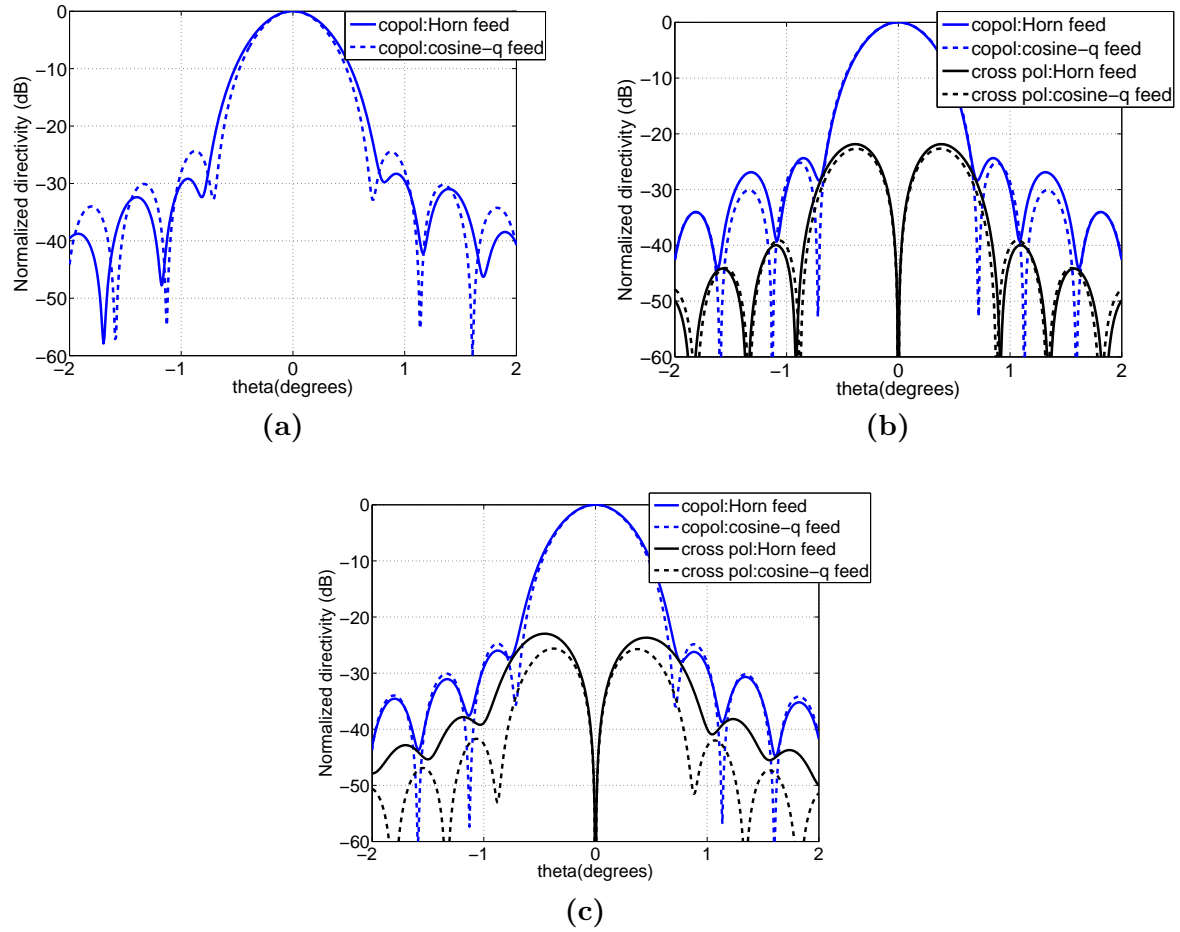 copol:Horn feed
copol:cosine−q feed
Normalized directivity (dB)
0
−10
−20
−30
−40
−50
−60
−2
−1
0
1
2
theta(degrees)
(a)
copol:Horn feed
copol:cosine−q feed
cross pol:Horn feed
cross pol:cosine−q feed
Normalized directivity (dB)
0
−10
−20
−30
−40
−50
−60
−2
−1
0
1
2
theta(degrees)
(b)
copol:Horn feed
copol:cosine−q feed
cross pol:Horn feed
cross pol:cosine−q feed
Normalized directivity (dB)
0
−10
−20
−30
−40
−50
−60
−2
−1
0
1
2
theta(degrees)
(c)